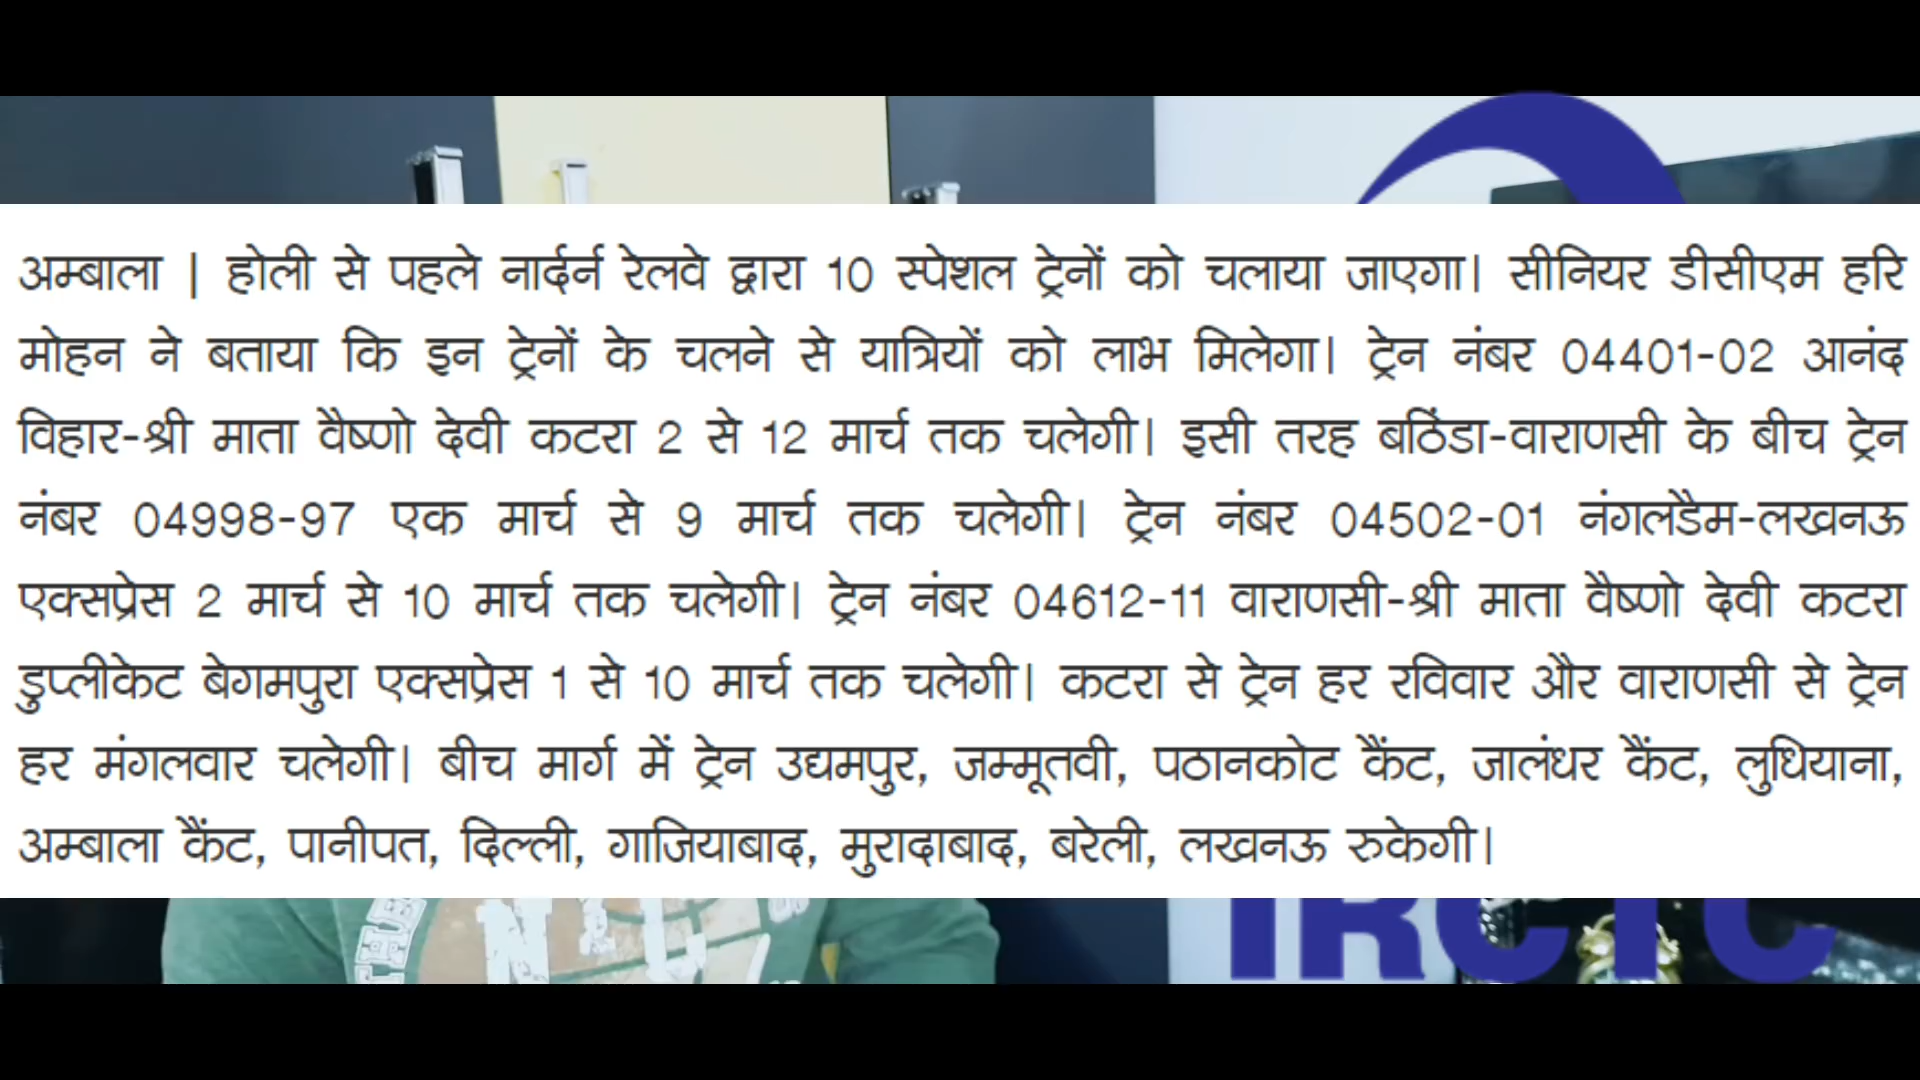 अम्बाला | होली से पहले नार्दर्न रेलवे द्वारा 10 स्पेशल ट्रेनों को चलाया जाएगा। सीनियर डीसीएम हरि
मोहन ने बताया कि इन ट्रेनों के चलने से यात्रियों को लाभ मिलेगा। ट्रेन नंबर 04401-02 आनंद
विहार-श्री माता वैष्णो देवी कटरा 2 से 12 मार्च तक चलेगी। इसी तरह बठिंडा-वाराणसी के बीच ट्रेन
नंबर 04998-97 एक मार्च से 9 मार्च तक चलेगी। ट्रेन नंबर 04502-01 नंगलडैम-लखनऊ
एक्सप्रेस 2 मार्च से 10 मार्च तक चलेगी। ट्रेन नंबर 04612-11 वाराणसी-श्री माता वैष्णो देवी कटरा
डुप्लीकेट बेगमपुरा एक्सप्रेस 1 से 10 मार्च तक चलेगी। कटरा से ट्रेन हर रविवार और वाराणसी से ट्रेन
हर मंगलवार चलेगी। बीच मार्ग में ट्रेन उद्यमपुर, जम्मूतवी, पठानकोट कैंट, जालंधर कैंट, लुधियाना,
अम्बाला कैंट, पानीपत, दिल्ली, गाजियाबाद, मुरादाबाद, बरेली, लखनऊ रुकेगी।
IRCTC